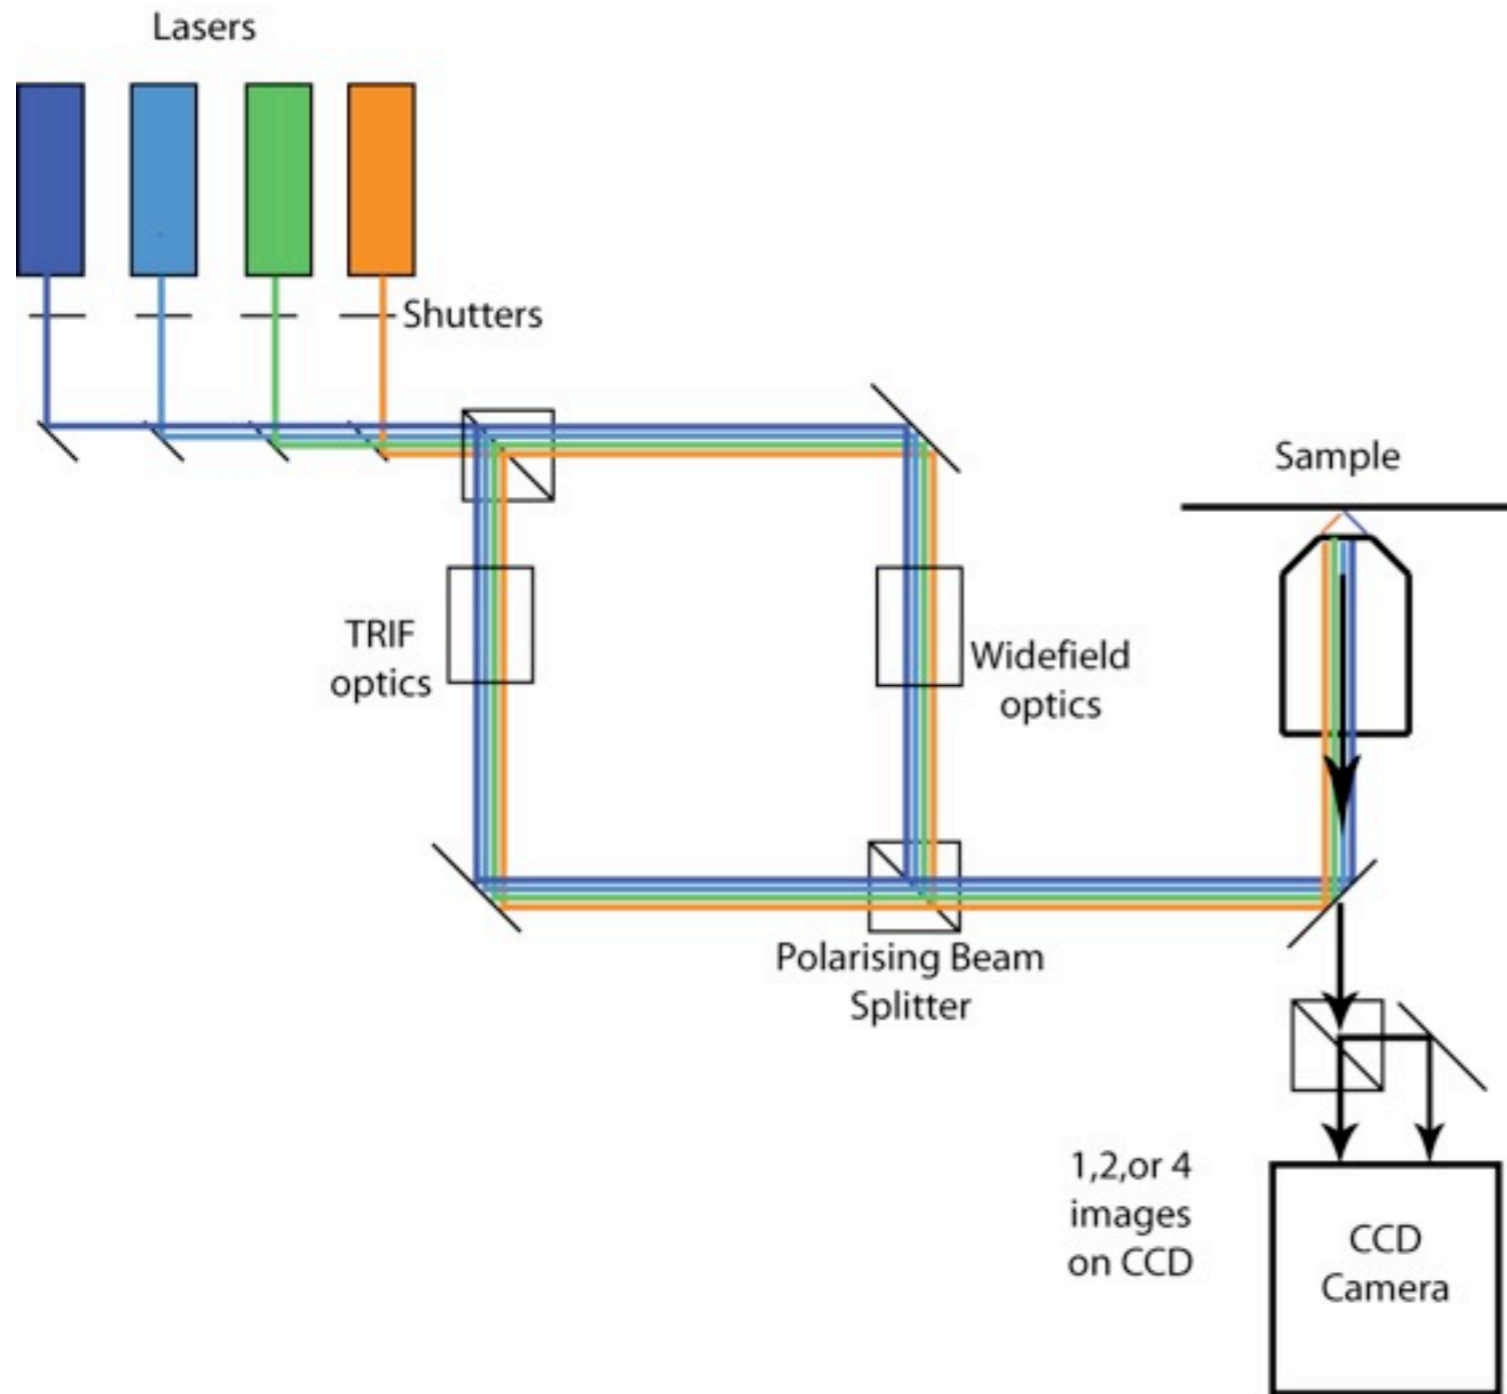 Lasers
Shutters
Sample
TRIF
optics
Widefield
optics
Polarising Beam
Splitter
1,2,or 4
images
on CCD
CCD
Camera